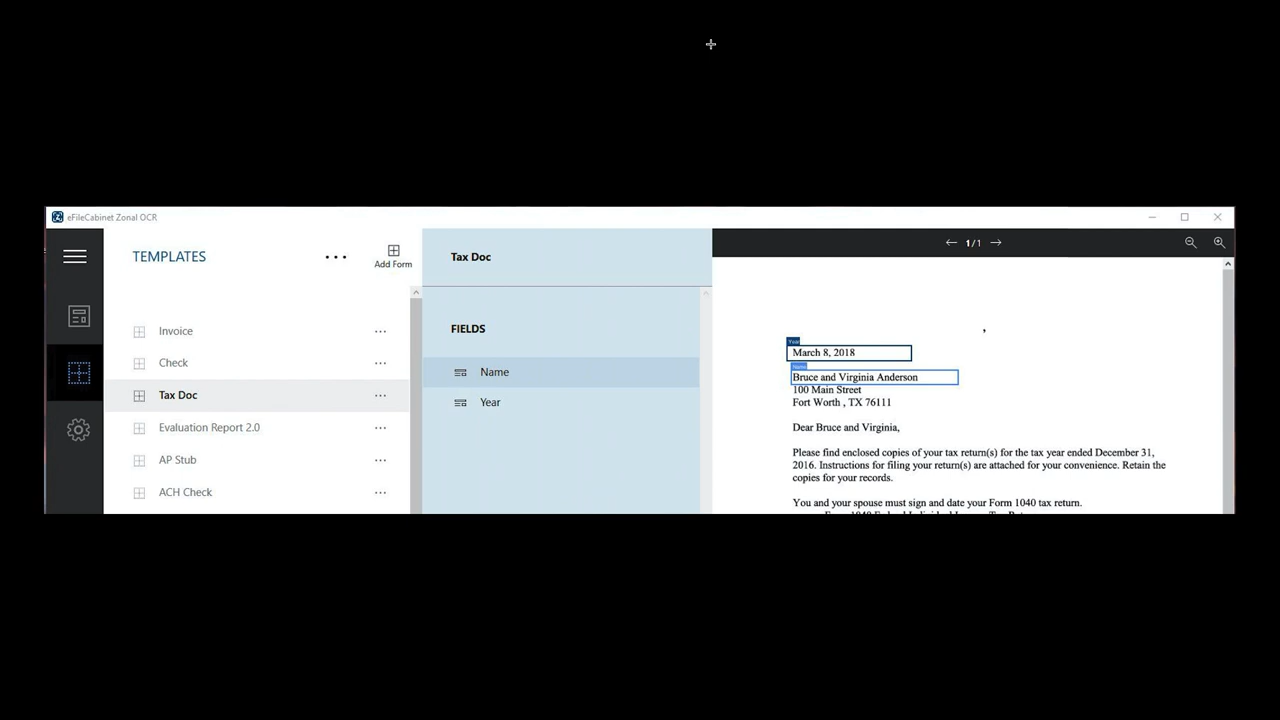 eFileCabinet Zonal OCR
TEMPLATES
Add Form
Invoice
Check
Tax Doc
Evaluation Report 2.0
AP Stub
ACH Check
Tax Doc
FIELDS
Name
Year
1/1
,
Year
March 8, 2018
Name
Bruce and Virginia Anderson
100 Main Street
Fort Worth , TX 76111
Dear Bruce and Virginia,
Please find enclosed copies of your tax return(s) for the tax year ended December 31,
2016. Instructions for filing your return(s) are attached for your convenience. Retain the
copies for your records.
You and your spouse must sign and date your Form 1040 tax return.